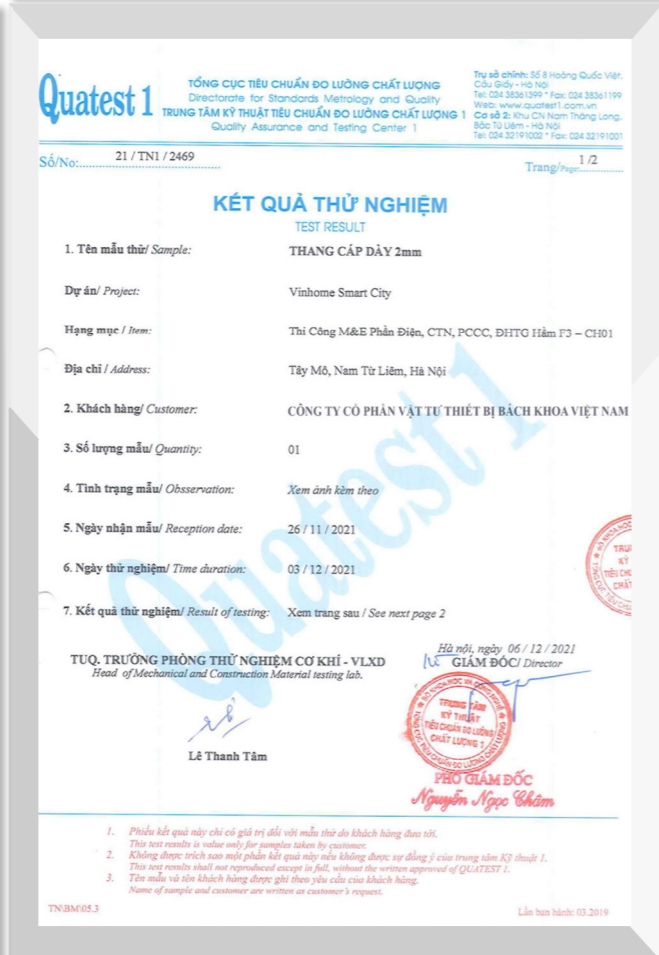 Quatest 1
TỔNG CỤC TIÊU CHUẨN ĐO LƯỜNG CHẤT LƯỢNG
Directorate for Standards Metrology and Quality
TRUNG TÂM KỸ THUẬT TIÊU CHUẨN ĐO LƯỜNG CHẤT LƯỢNG 1
Quality Assurance and Testing Center 1
Trụ sở chính: Số 8 Hoàng Quốc Việt,
Cầu Giấy - Hà Nội
Tel: 024 38361399 * Fax: 024 38361199
Web: www.quatest1.com.vn
Cơ sở 2: Khu CN Nam Thăng Long,
Bắc Từ Liêm - Hà Nội
Tel: 024 32191002 * Fax: 024 32191001
Số/No: 21 / TN1 / 2469
Trang/Page: 1 /2
KẾT QUẢ THỬ NGHIỆM
TEST RESULT
1. Tên mẫu thử/ Sample: THANG CÁP DÀY 2mm
Dự án/ Project: Vinhome Smart City
Hạng mục / Item: Thi Công M&E Phần Điện, CTN, PCCC, ĐHTG Hầm F3 – CH01
Địa chỉ / Address: Tây Mỗ, Nam Từ Liêm, Hà Nội
2. Khách hàng/ Customer: CÔNG TY CỔ PHẦN VẬT TƯ THIẾT BỊ BÁCH KHOA VIỆT NAM
3. Số lượng mẫu/ Quantity: 01
4. Tình trạng mẫu/ Obsservation: Xem ảnh kèm theo
5. Ngày nhận mẫu/ Reception date: 26 / 11 / 2021
6. Ngày thử nghiệm/ Time duration: 03 / 12 / 2021
7. Kết quả thử nghiệm/ Result of testing: Xem trang sau / See next page 2
Hà nội, ngày 06 / 12 / 2021
TUQ. TRƯỞNG PHÒNG THỬ NGHIỆM CƠ KHÍ - VLXD
Head of Mechanical and Construction Material testing lab.
GIÁM ĐỐC/ Director
TRUNG TÂM
KỸ THUẬT
TIÊU CHUẨN ĐO LƯỜNG
CHẤT LƯỢNG 1
Lê Thanh Tâm
PHÓ GIÁM ĐỐC
Nguyễn Ngọc Châm
1. Phiếu kết quả này chỉ có giá trị đối với mẫu thử do khách hàng đưa tới.
This test results is value only for samples taken by customer.
2. Không được trích sao một phần kết quả này nếu không được sự đồng ý của trung tâm Kỹ thuật 1.
This test results shall not reproduced except in full, without the written approved of QUATEST 1.
3. Tên mẫu và tên khách hàng được ghi theo yêu cầu của khách hàng.
Name of sample and customer are written as customer's request.
TN\BM\05.3
Lần ban hành: 03.2019